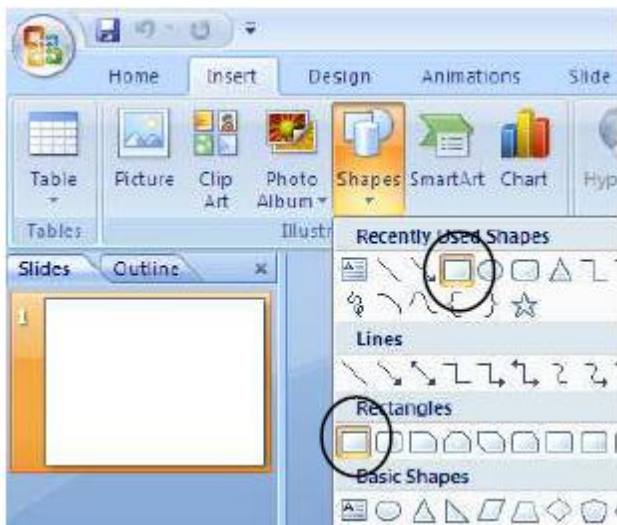 Home Insert Design Animations Slide
Table Picture Clip Art Photo Album Shapes SmartArt Chart Hyp
Tables Illustr
Recently Used Shapes
Slides Outline
1
Lines
Rectangles
Basic Shapes